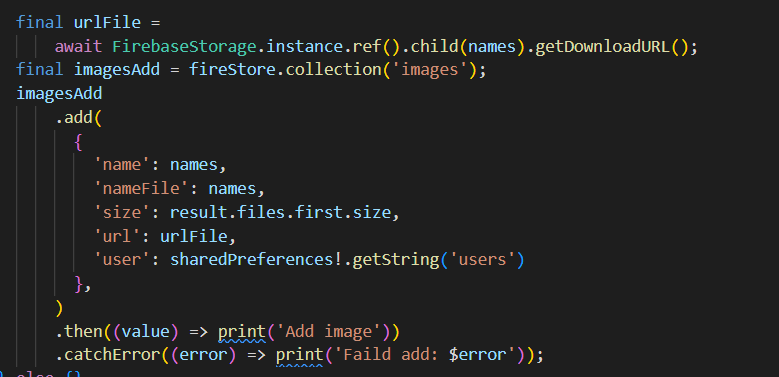 final urlFile =
await FirebaseStorage.instance.ref().child(names).getDownloadURL();
final imagesAdd = fireStore.collection('images');
imagesAdd
.add(
{
'name': names,
'nameFile': names,
'size': result.files.first.size,
'url': urlFile,
'user': sharedPreferences!.getString('users')
},
)
.then((value) => print('Add image'))
.catchError((error) => print('Faild add: $error'));
} else {}